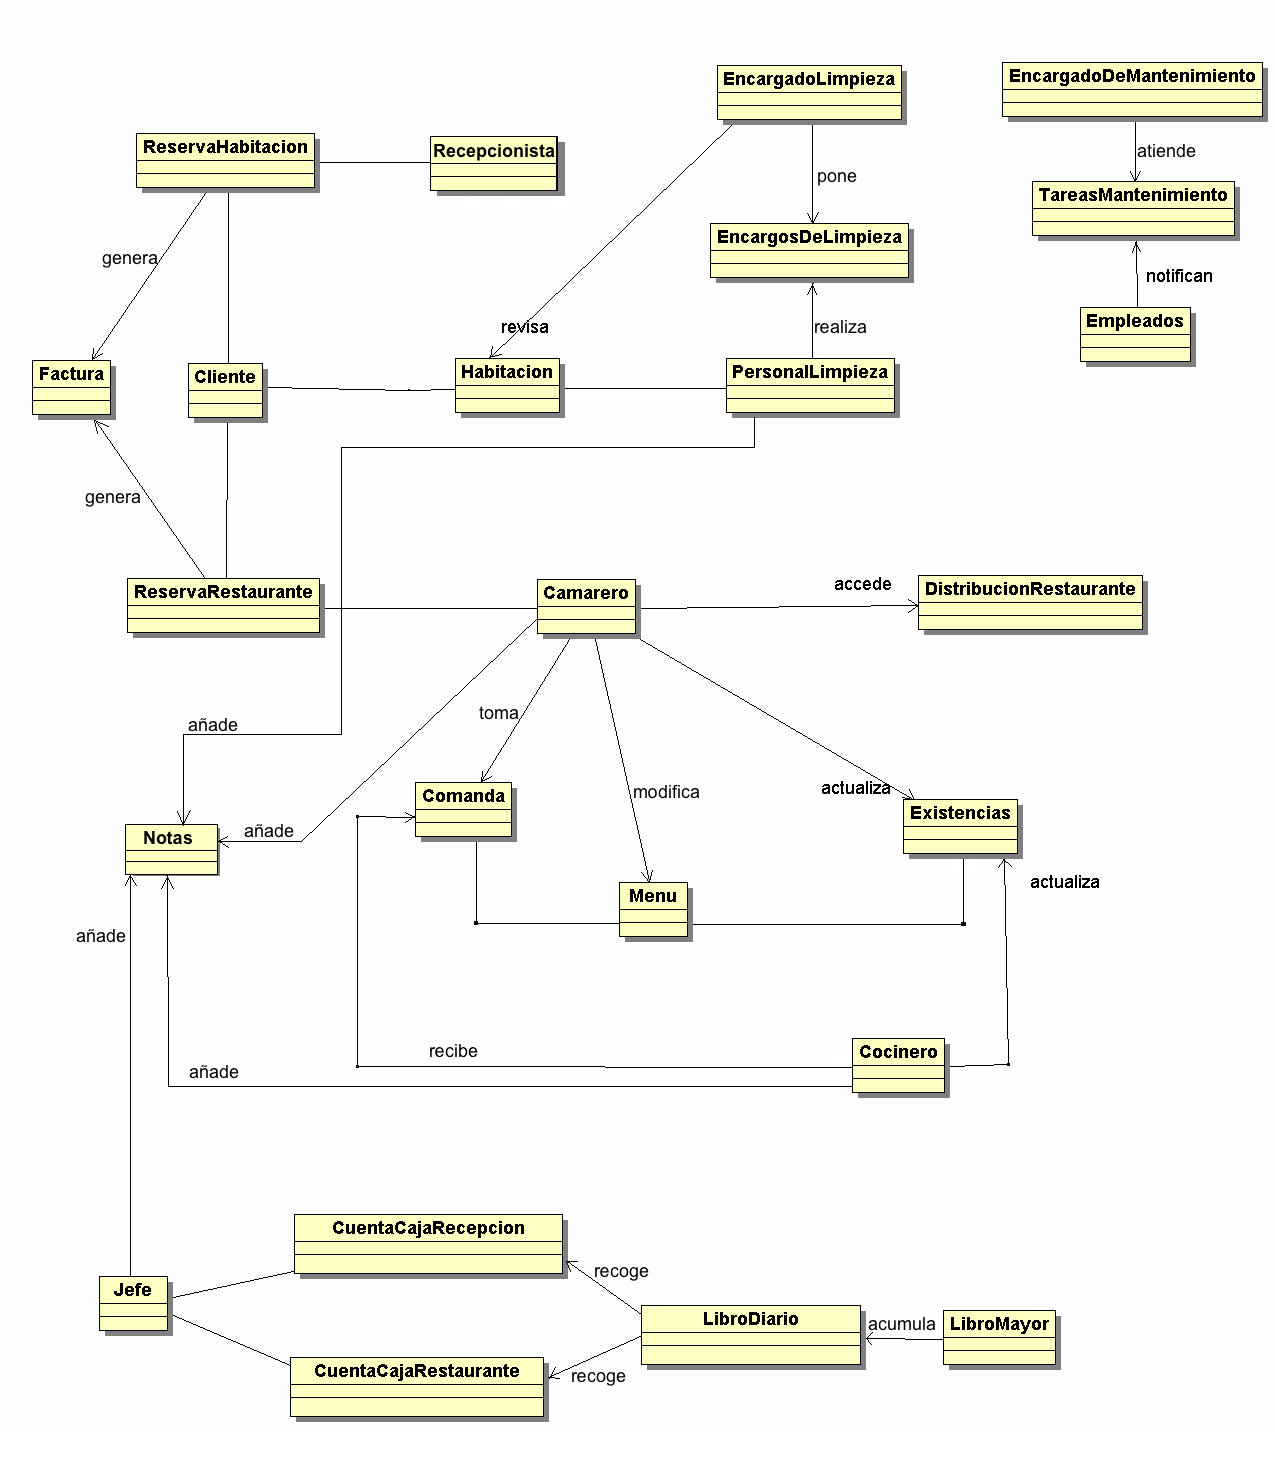 EncargadoLimpieza
EncargadoDeMantenimiento
ReservaHabitacion
Recepcionista
atiende
pone
TareasMantenimiento
EncargosDeLimpieza
genera
notifican
Empleados
revisa
realiza
Factura
Cliente
Habitacion
PersonalLimpieza
genera
ReservaRestaurante
Camarero
accede
DistribucionRestaurante
añade
toma
modifica
actualiza
Comanda
Existencias
Notas
añade
actualiza
Menu
añade
recibe
Cocinero
añade
CuentaCajaRecepcion
recoge
Jefe
LibroDiario
acumula
LibroMayor
CuentaCajaRestaurante
recoge